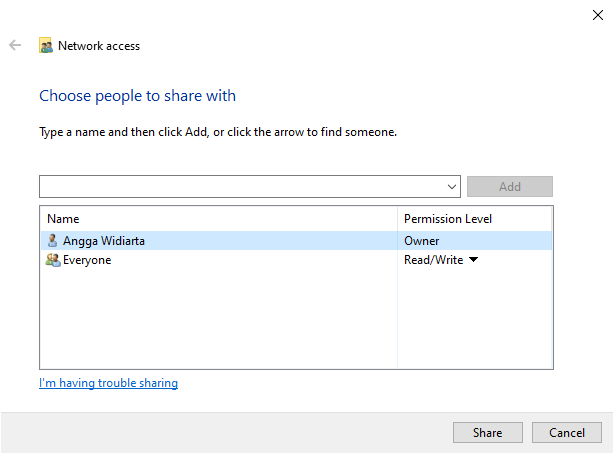 Network access
Choose people to share with
Type a name and then click Add, or click the arrow to find someone.
Add
Name Permission Level
Angga Widiarta Owner
Everyone Read/Write
I'm having trouble sharing
Share Cancel